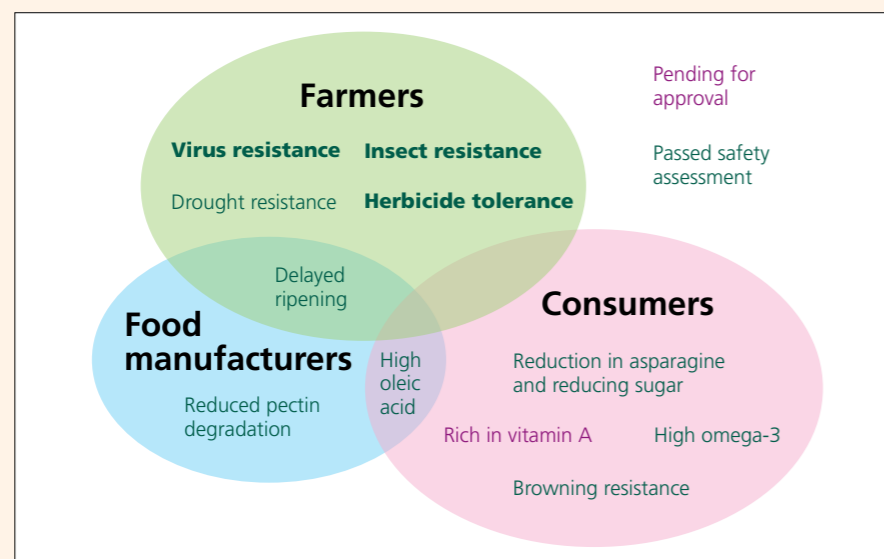 Farmers
Virus resistance
Insect resistance
Drought resistance
Herbicide tolerance
Pending for
approval
Passed safety
assessment
Delayed
ripening
Food
manufacturers
Reduced pectin
degradation
High
oleic
acid
Consumers
Reduction in asparagine
and reducing sugar
Rich in vitamin A
High omega-3
Browning resistance